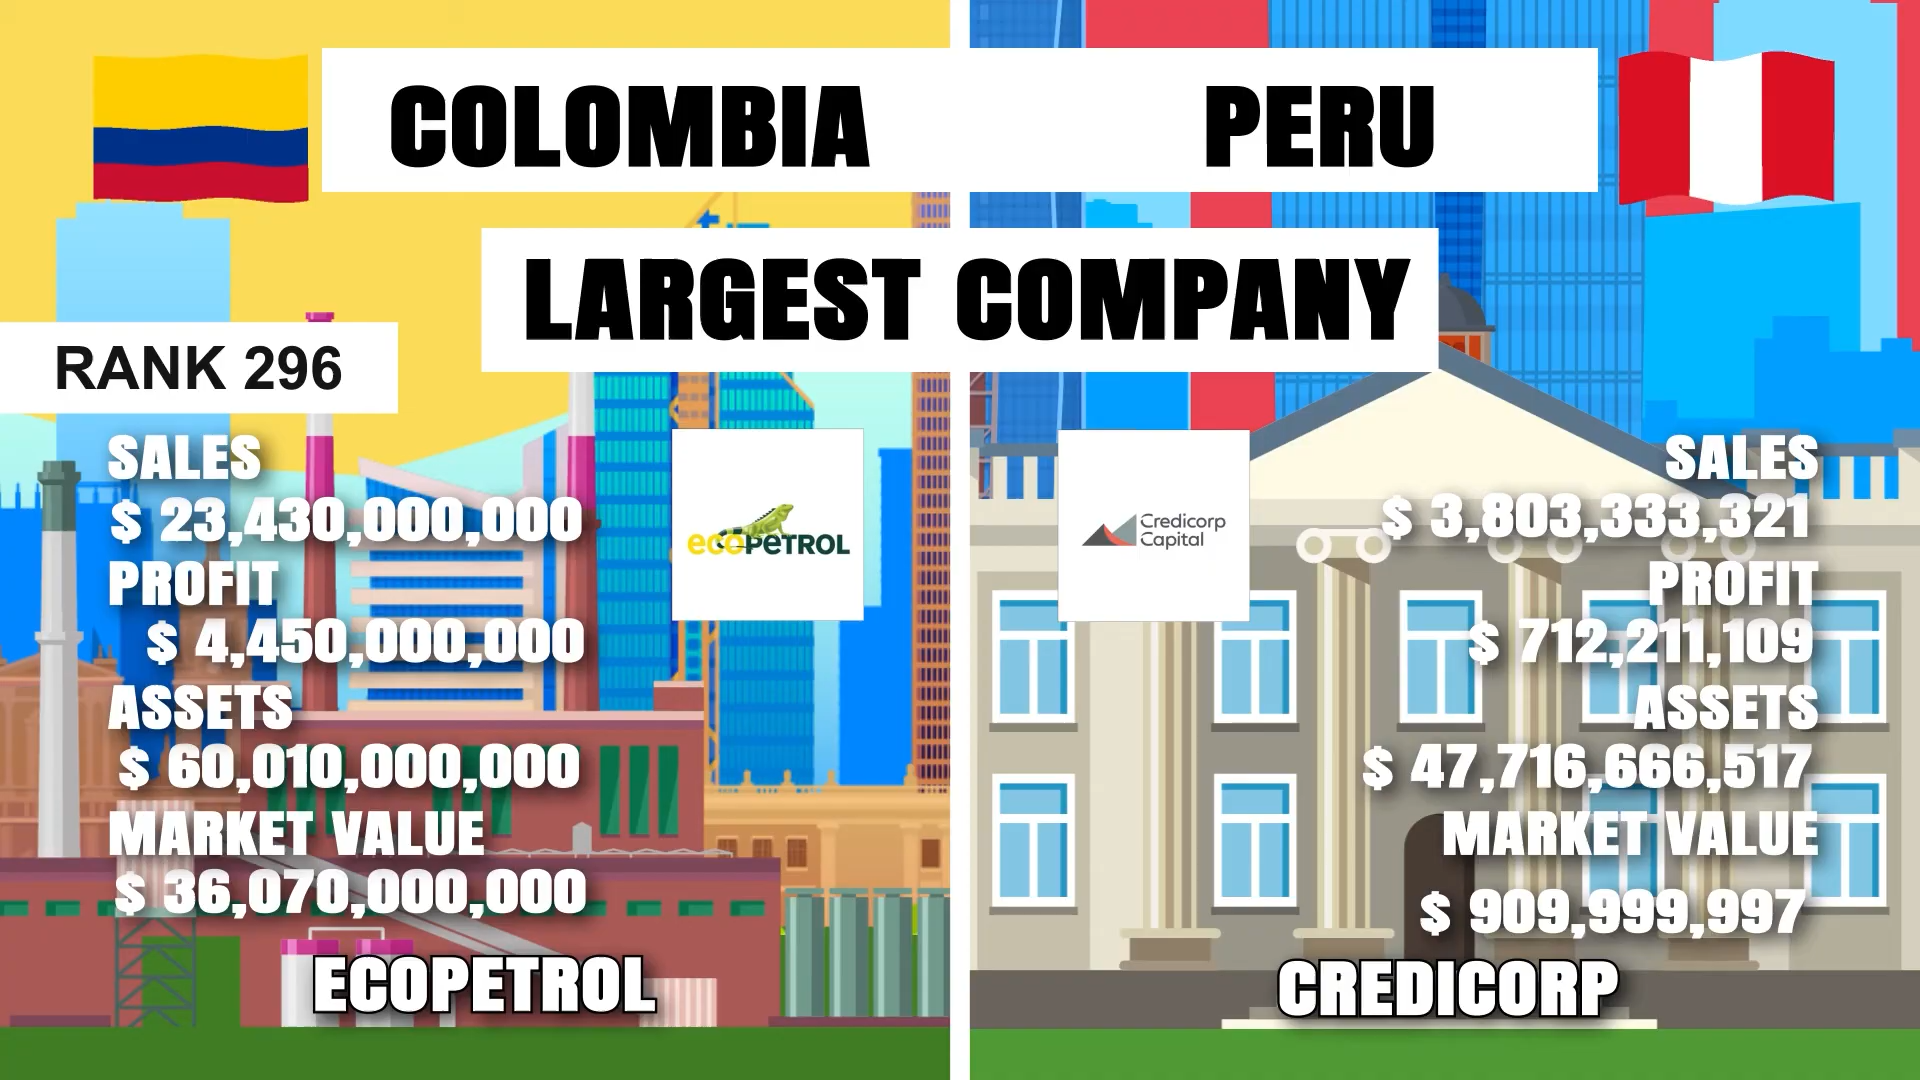 COLOMBIA
PERU
LARGEST COMPANY
RANK 296
SALES
$ 23,430,000,000
PROFIT
$ 4,450,000,000
ASSETS
$ 60,010,000,000
MARKET VALUE
$ 36,070,000,000
ecoPETROL
ECOPETROL
Credicorp
Capital
SALES
$ 3,803,333,321
PROFIT
$ 712,211,109
ASSETS
$ 47,716,666,517
MARKET VALUE
$ 909,999,997
CREDICORP